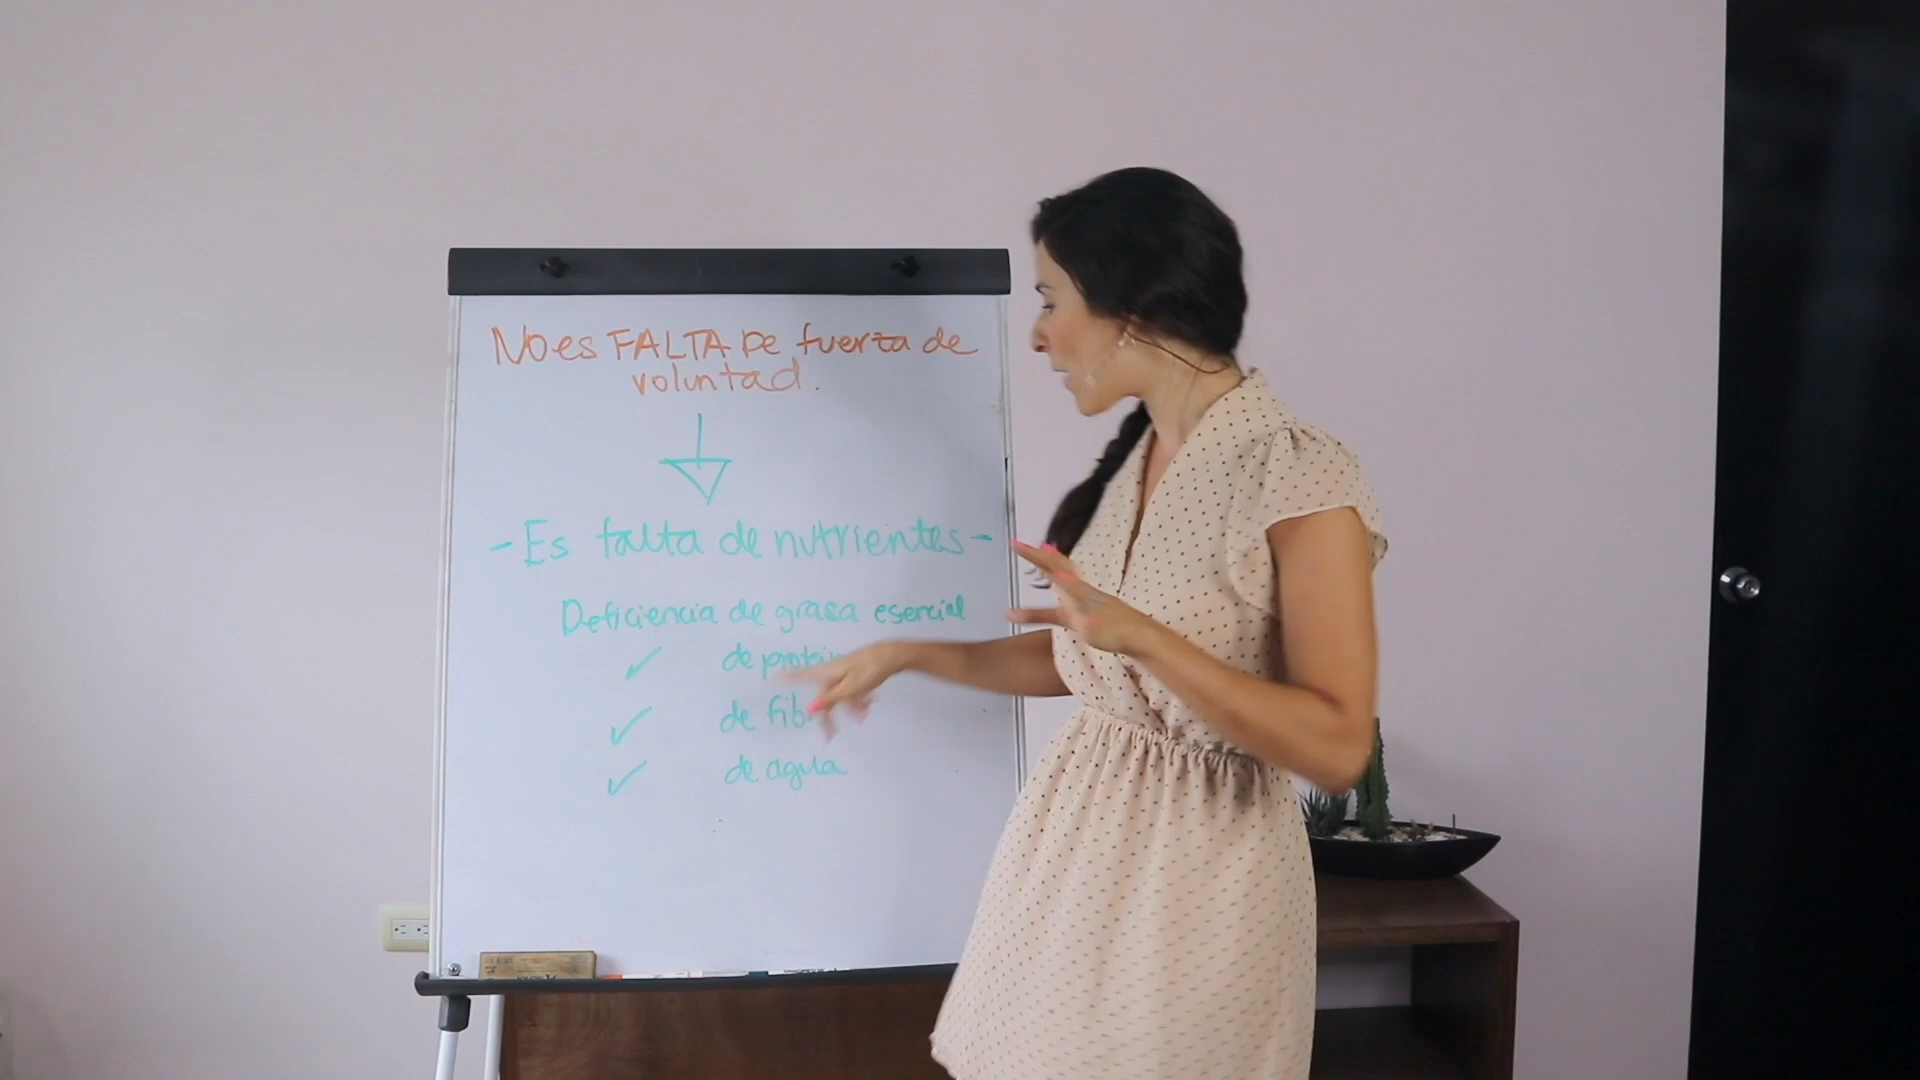 No es FALTA DE fuerza de
voluntad.
- Es falta de nutrientes -
Deficiencia de grasa esencial
de
de
de agua